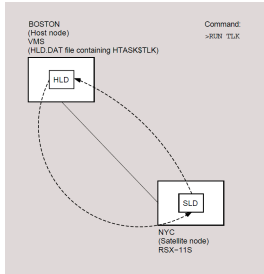 BOSTON
(Host node)
VMS
(HLD.DAT file containing HTASK$TLK)
Command:
>RUN TLK
HLD
SLD
NYC
(Satellite node)
RSX-11S